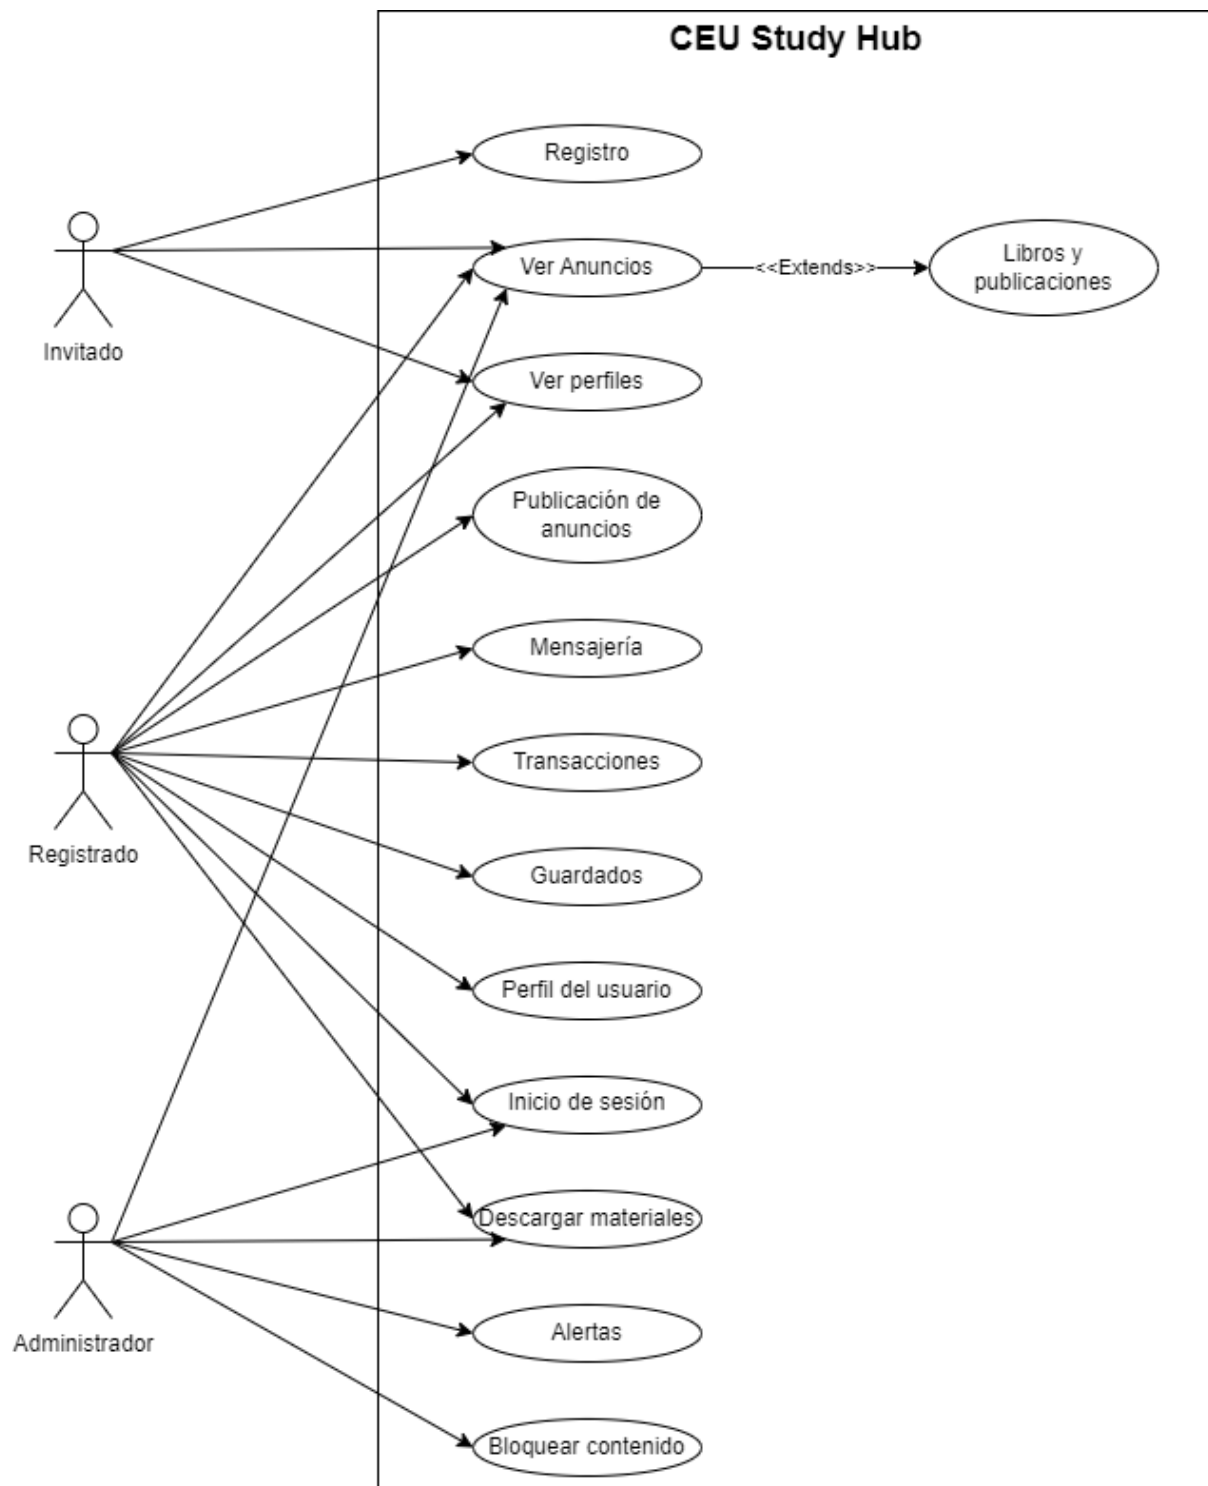 CEU Study Hub
Registro
Ver Anuncios
<<Extends>>
Libros y
publicaciones
Invitado
Ver perfiles
Publicación de
anuncios
Mensajería
Transacciones
Registrado
Guardados
Perfil del usuario
Inicio de sesión
Descargar materiales
Administrador
Alertas
Bloquear contenido